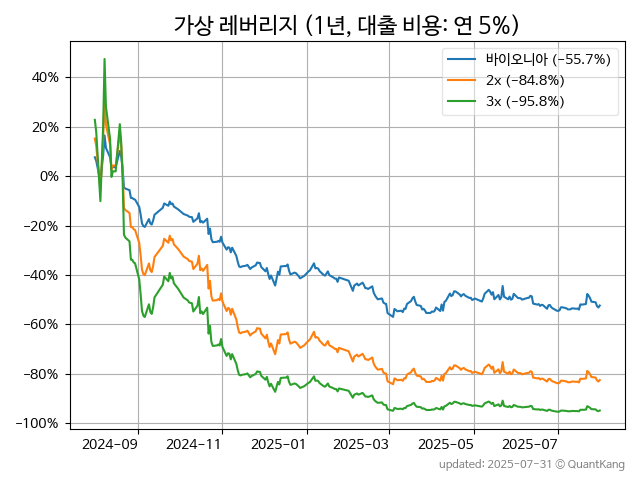 가상 레버리지 (1년, 대출 비용: 연 5%)
바이오니아 (−55.7%)
2x (−84.8%)
3x (−95.8%)
40%
20%
0%
−20%
−40%
−60%
−80%
−100%
2024-09 2024-11 2025-01 2025-03 2025-05 2025-07
updated: 2025-07-31 © QuantKang